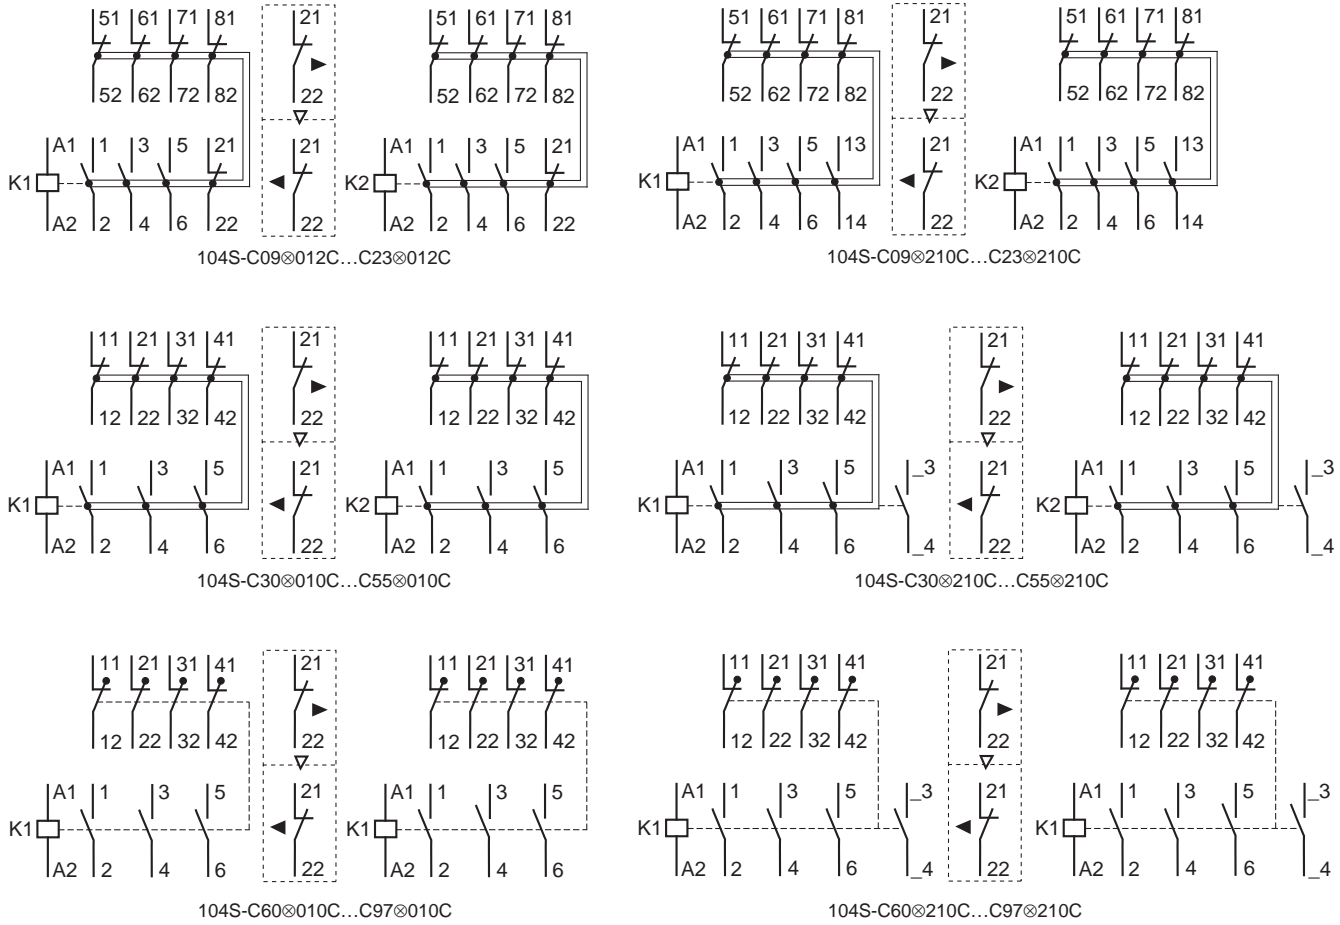 51 61 71 81 21 51 61 71 81 51 61 71 81 21 51 61 71 81
52 62 72 82 22 52 62 72 82 52 62 72 82 22 52 62 72 82
A1 1 3 5 21 21 A1 1 3 5 21 A1 1 3 5 13 21 A1 1 3 5 13
K1 K2 K1 K2
A2 2 4 6 22 22 A2 2 4 6 22 A2 2 4 6 14 22 A2 2 4 6 14
104S-C09⊗012C…C23⊗012C 104S-C09⊗210C…C23⊗210C
11 21 31 41 21 11 21 31 41 11 21 31 41 21 11 21 31 41
12 22 32 42 22 12 22 32 42 12 22 32 42 22 12 22 32 42
A1 1 3 5 21 A1 1 3 5 A1 1 3 5 _3 21 A1 1 3 5 _3
K1 K2 K1 K2
A2 2 4 6 22 A2 2 4 6 A2 2 4 6 _4 22 A2 2 4 6 _4
104S-C30⊗010C…C55⊗010C 104S-C30⊗210C…C55⊗210C
11 21 31 41 21 11 21 31 41 11 21 31 41 21 11 21 31 41
12 22 32 42 22 12 22 32 42 12 22 32 42 22 12 22 32 42
A1 1 3 5 21 A1 1 3 5 A1 1 3 5 _3 21 A1 1 3 5 _3
K1 K1 K1 K1
A2 2 4 6 22 A2 2 4 6 A2 2 4 6 _4 22 A2 2 4 6 _4
104S-C60⊗010C…C97⊗010C 104S-C60⊗210C…C97⊗210C